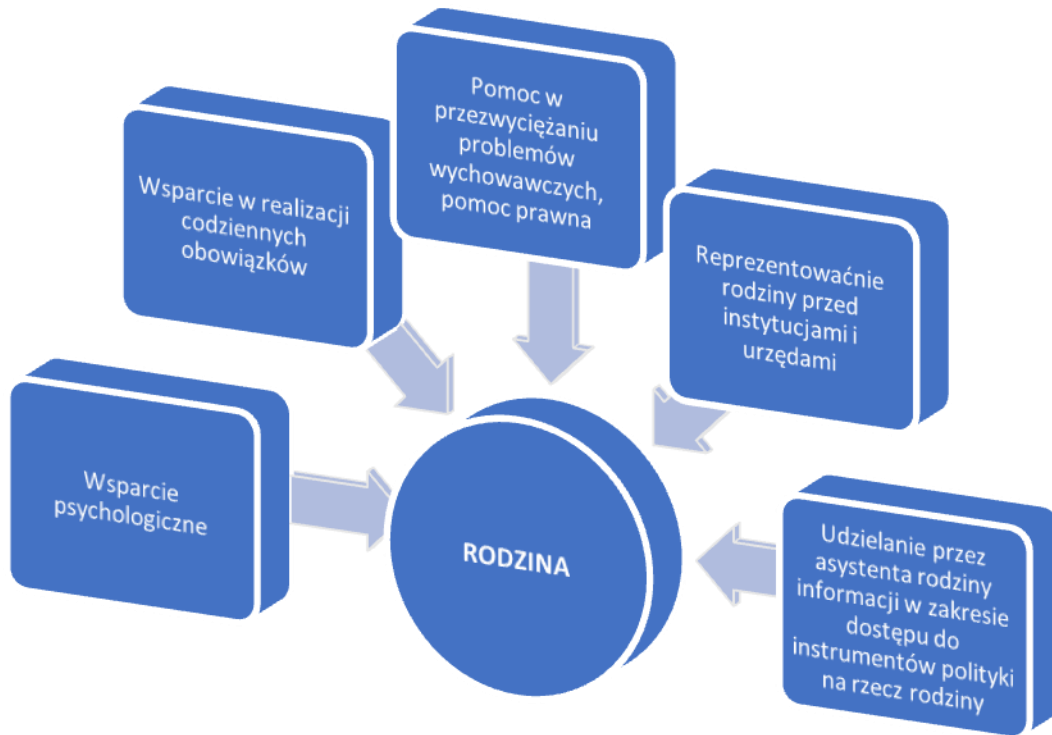 Pomoc w
przezwyciężaniu
problemów
wychowawczych,
pomoc prawna
Wsparcie w realizacji
codziennych
obowiązków
Reprezentowaćnie
rodziny przed
instytucjami i
urzędami
Wsparcie
psychologiczne
RODZINA
Udzielanie przez
asystenta rodziny
informacji w zakresie
dostępu do
instrumentów polityki
na rzecz rodziny